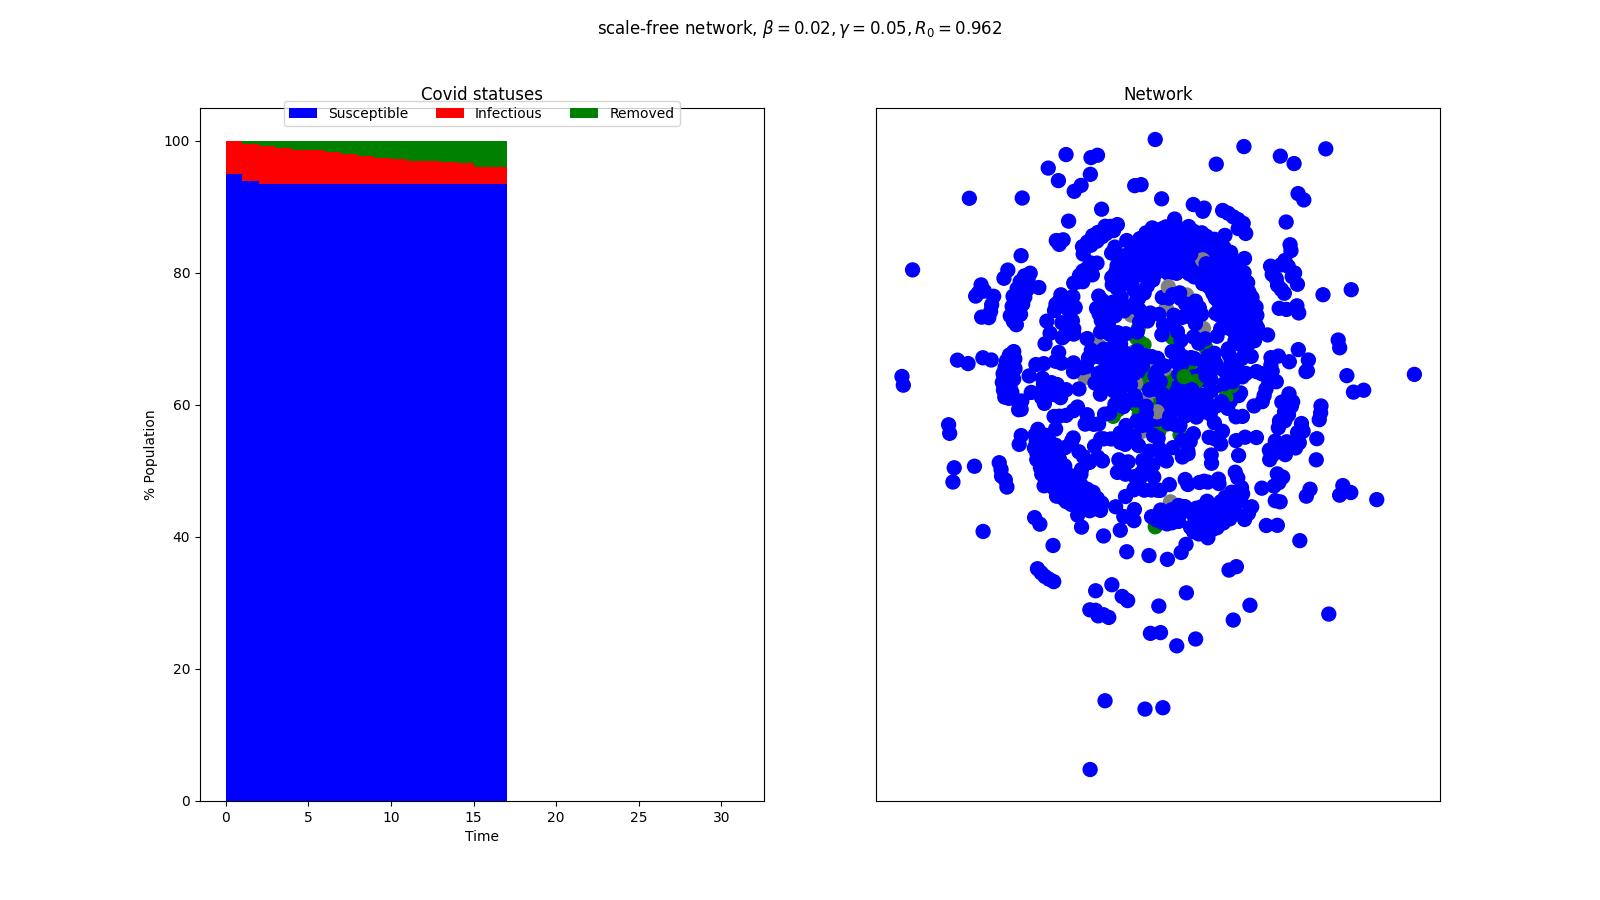 scale-free network, β = 0.02, γ = 0.05, R₀ = 0.962
Covid statuses
Susceptible Infectious Removed
100
80
60
40
20
0
% Population
0 5 10 15 20 25 30
Time
Network